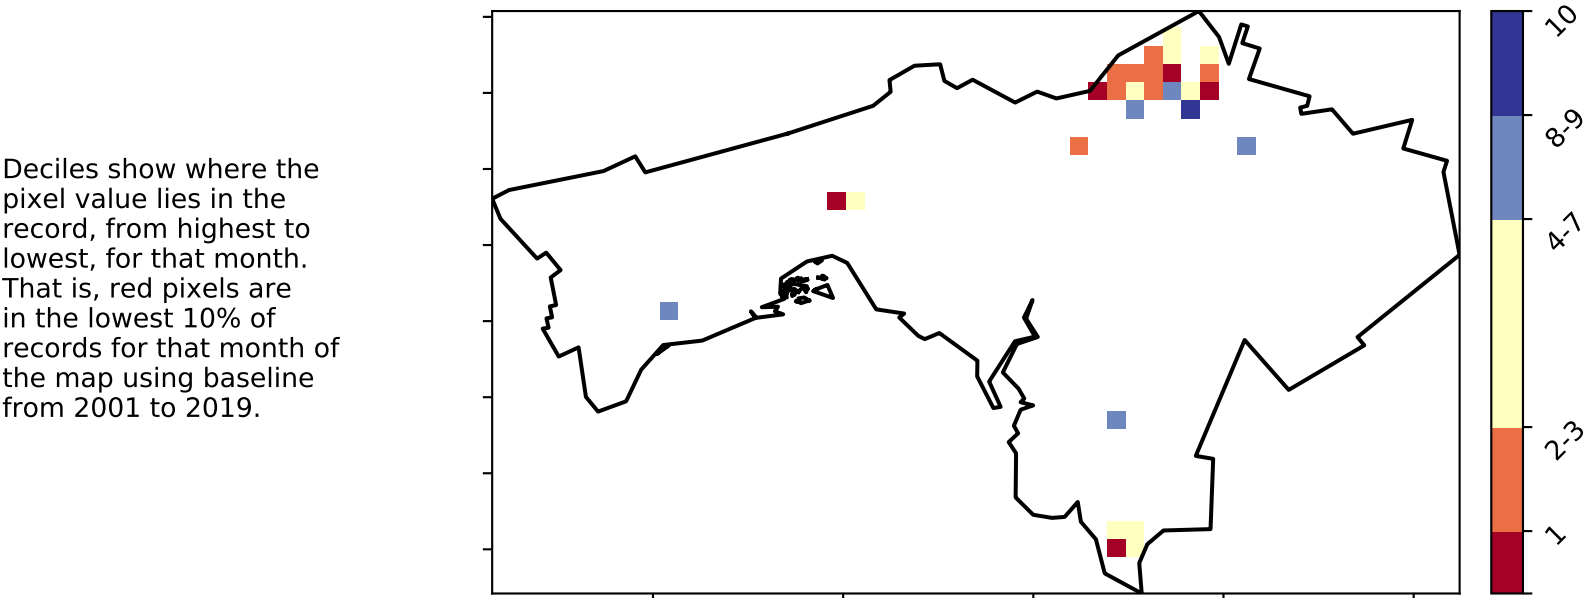 Deciles show where the
pixel value lies in the
record, from highest to
lowest, for that month.
That is, red pixels are
in the lowest 10% of
records for that month of
the map using baseline
from 2001 to 2019.
10
8-9
4-7
2-3
1